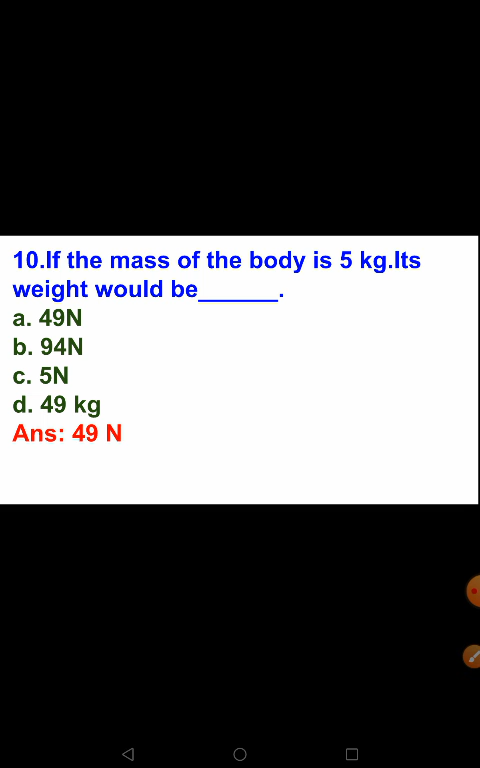 10.If the mass of the body is 5 kg.Its
weight would be______.
a. 49N
b. 94N
c. 5N
d. 49 kg
Ans: 49 N